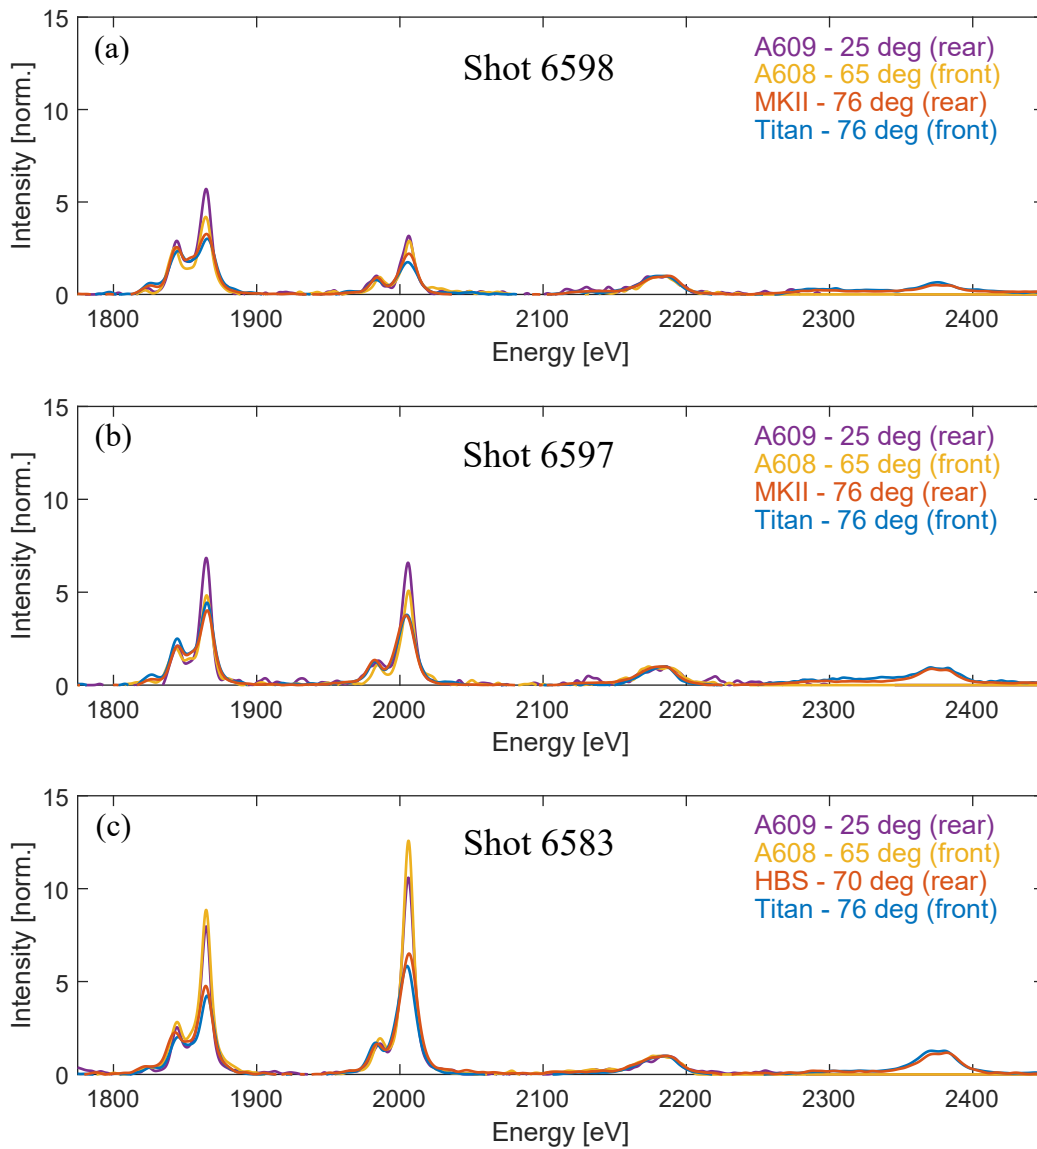 15
(a)
Shot 6598
A609 - 25 deg (rear)
A608 - 65 deg (front)
MKII - 76 deg (rear)
Titan - 76 deg (front)
10
Intensity [norm.]
5
0
1800 1900 2000 2100 2200 2300 2400
Energy [eV]
15
(b)
Shot 6597
A609 - 25 deg (rear)
A608 - 65 deg (front)
MKII - 76 deg (rear)
Titan - 76 deg (front)
10
Intensity [norm.]
5
0
1800 1900 2000 2100 2200 2300 2400
Energy [eV]
15
(c)
Shot 6583
A609 - 25 deg (rear)
A608 - 65 deg (front)
HBS - 70 deg (rear)
Titan - 76 deg (front)
10
Intensity [norm.]
5
0
1800 1900 2000 2100 2200 2300 2400
Energy [eV]